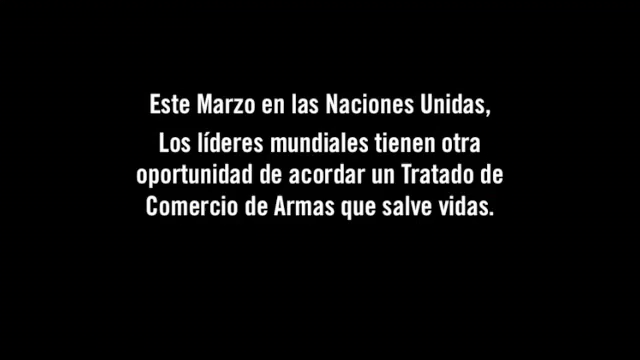 Este Marzo en las Naciones Unidas,
Los líderes mundiales tienen otra
oportunidad de acordar un Tratado de
Comercio de Armas que salve vidas.